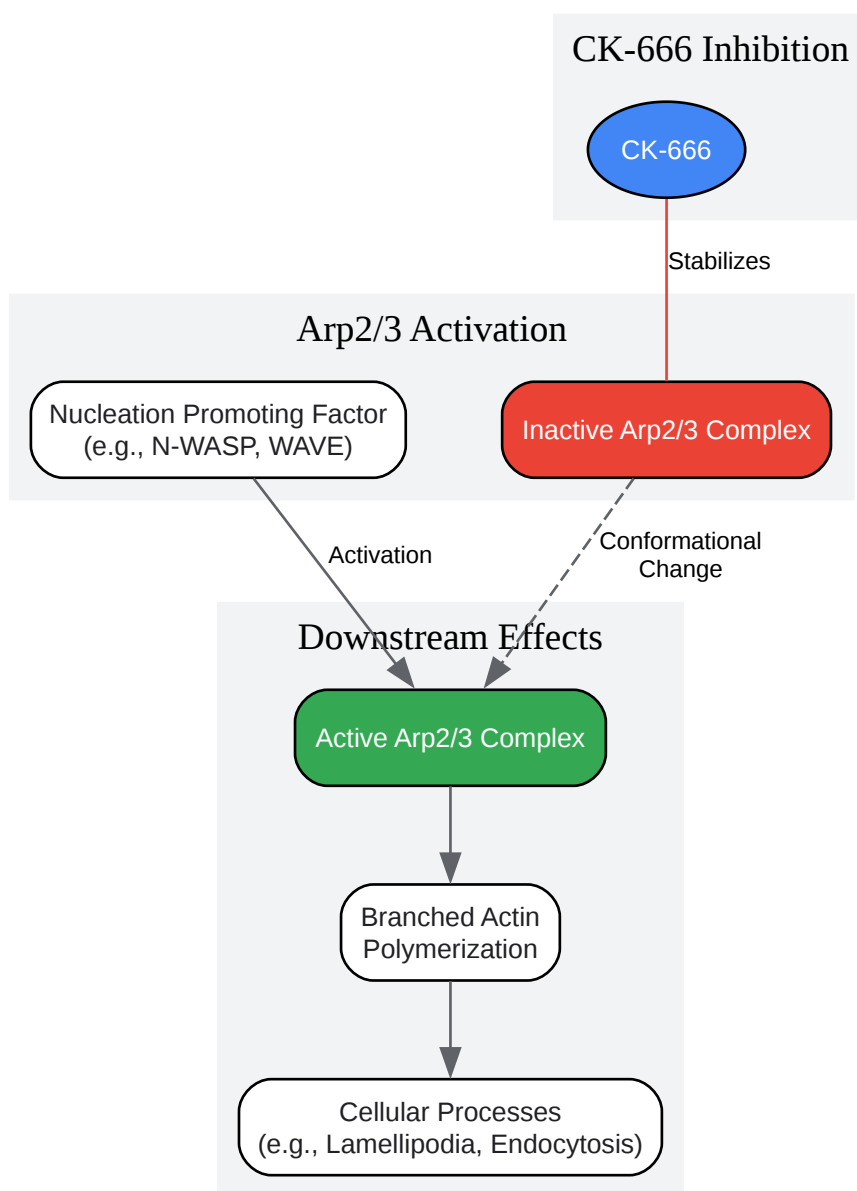 CK-666 Inhibition
CK-666
Stabilizes
Arp2/3 Activation
Nucleation Promoting Factor
(e.g., N-WASP, WAVE)
Inactive Arp2/3 Complex
Activation
Conformational
Change
Downstream Effects
Active Arp2/3 Complex
Branched Actin
Polymerization
Cellular Processes
(e.g., Lamellipodia, Endocytosis)